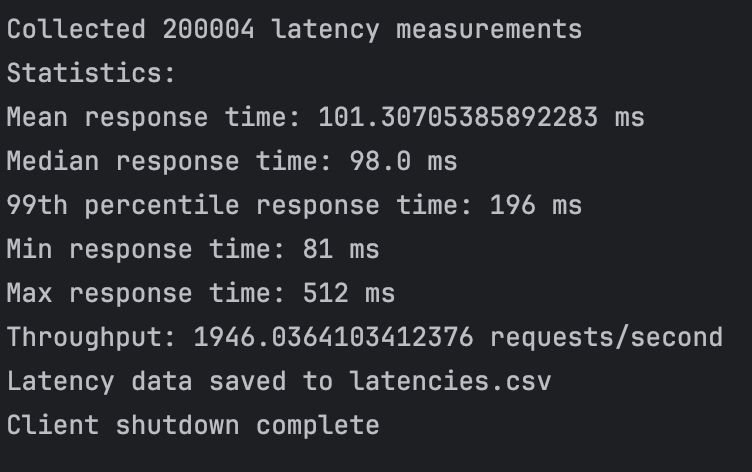 Collected 200004 latency measurements
Statistics:
Mean response time: 101.30705385892283 ms
Median response time: 98.0 ms
99th percentile response time: 196 ms
Min response time: 81 ms
Max response time: 512 ms
Throughput: 1946.0364103412376 requests/second
Latency data saved to latencies.csv
Client shutdown complete